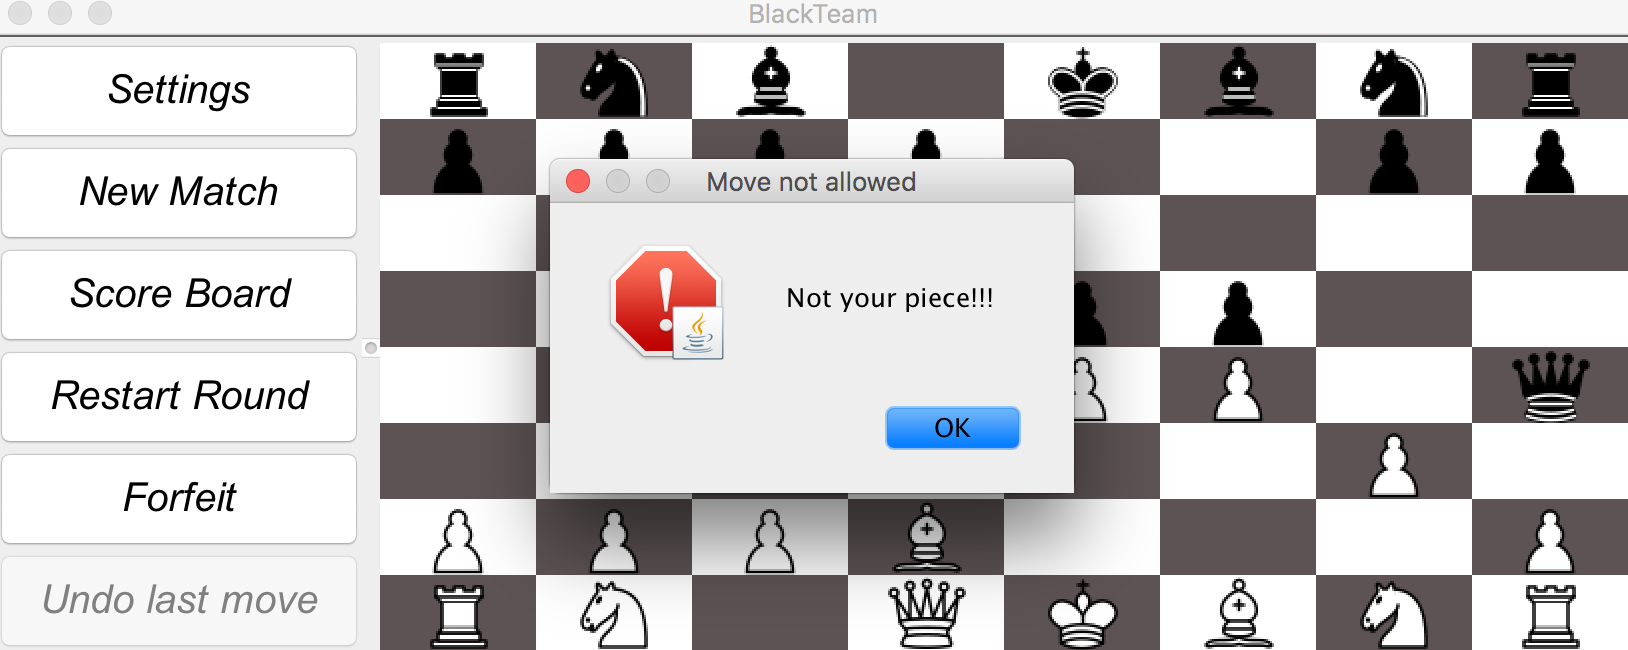 BlackTeam
Settings
New Match
Score Board
Restart Round
Forfeit
Undo last move
Move not allowed
Not your piece!!!
OK